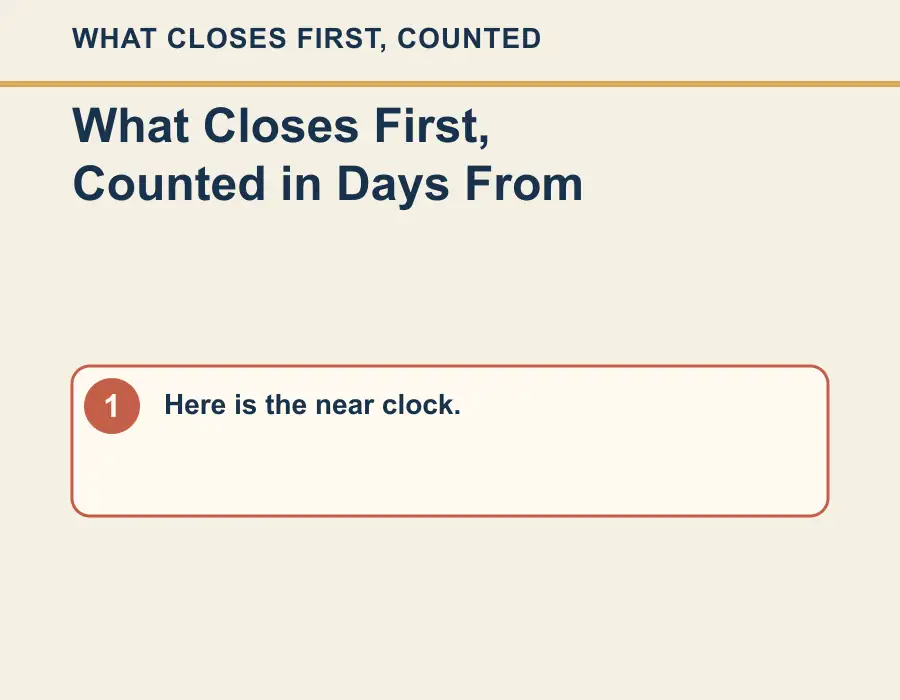 WHAT CLOSES FIRST, COUNTED
What Closes First,
Counted in Days From
1
Here is the near clock.